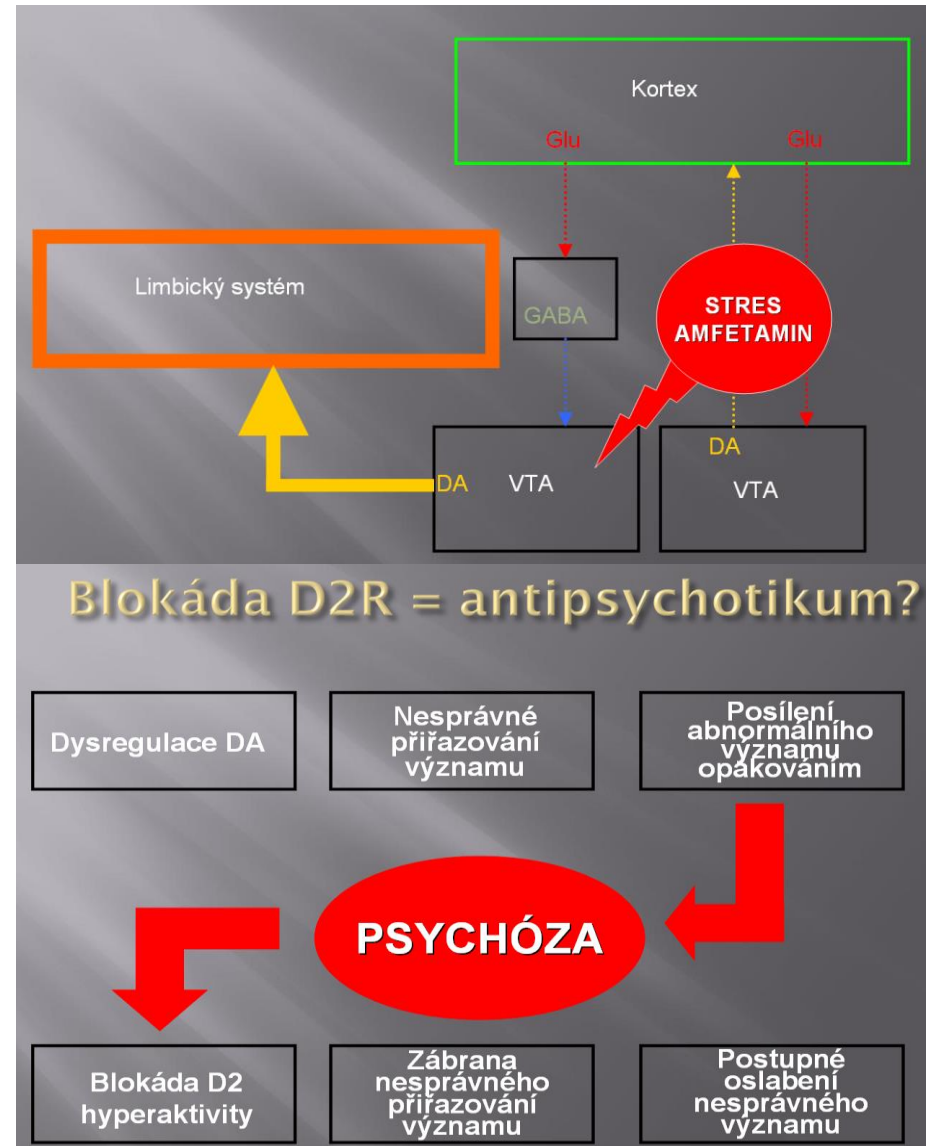 Kortex
Glu
Glu
Limbický systém
GABA
STRES
AMFETAMIN
DA
DA
VTA
VTA
Blokáda D2R = antipsychotikum?
Dysregulace DA
Nesprávné
přiřazování
významu
Posílení
abnormálního
významu
opákováním
PSYCHÓZA
Blokáda D2
hyperaktivity
Zábrana
nesprávného
přiřazování
významu
Postupné
oslabení
nesprávného
významu